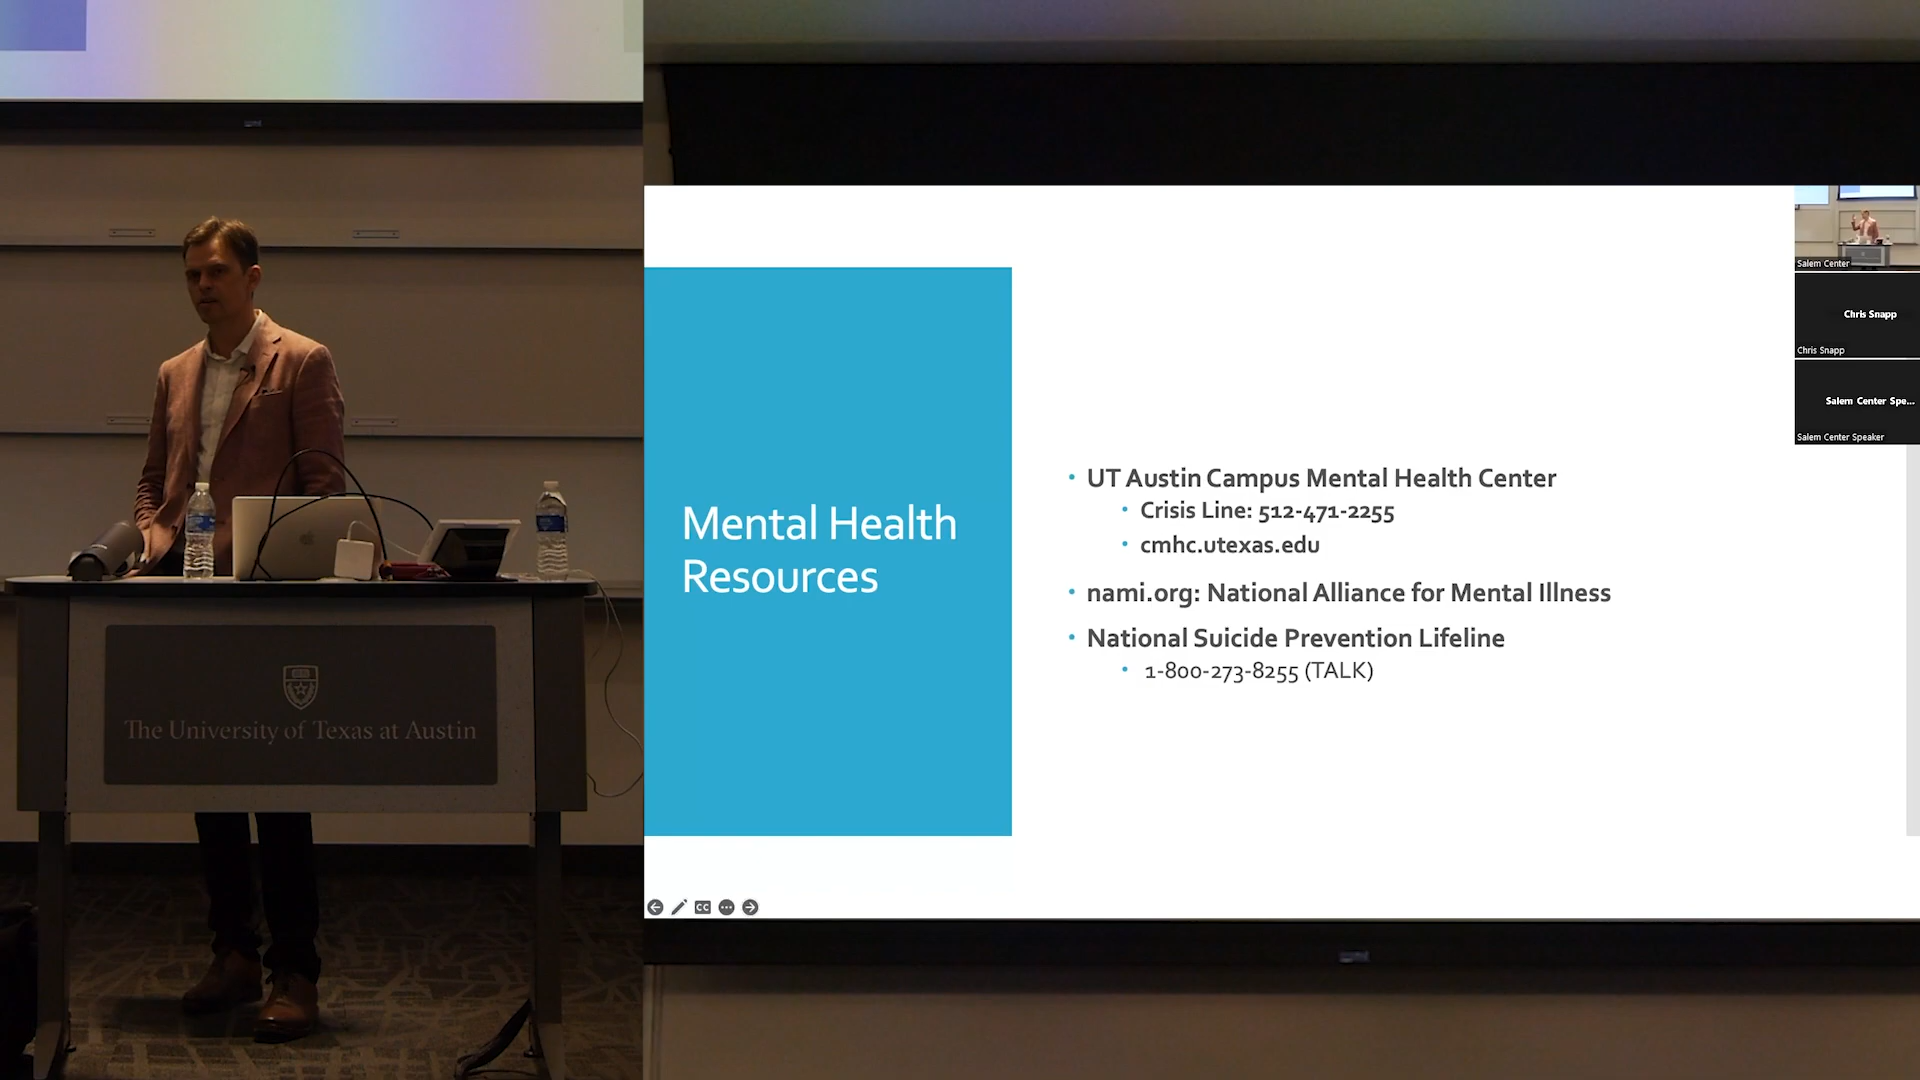 The University of Texas at Austin
Mental Health
Resources
UT Austin Campus Mental Health Center
Crisis Line: 512-471-2255
cmhc.utexas.edu
nami.org: National Alliance for Mental Illness
National Suicide Prevention Lifeline
1-800-273-8255 (TALK)
Salem Center
Chris Snapp
Chris Snapp
Salem Center Spe...
Salem Center Speaker
CC